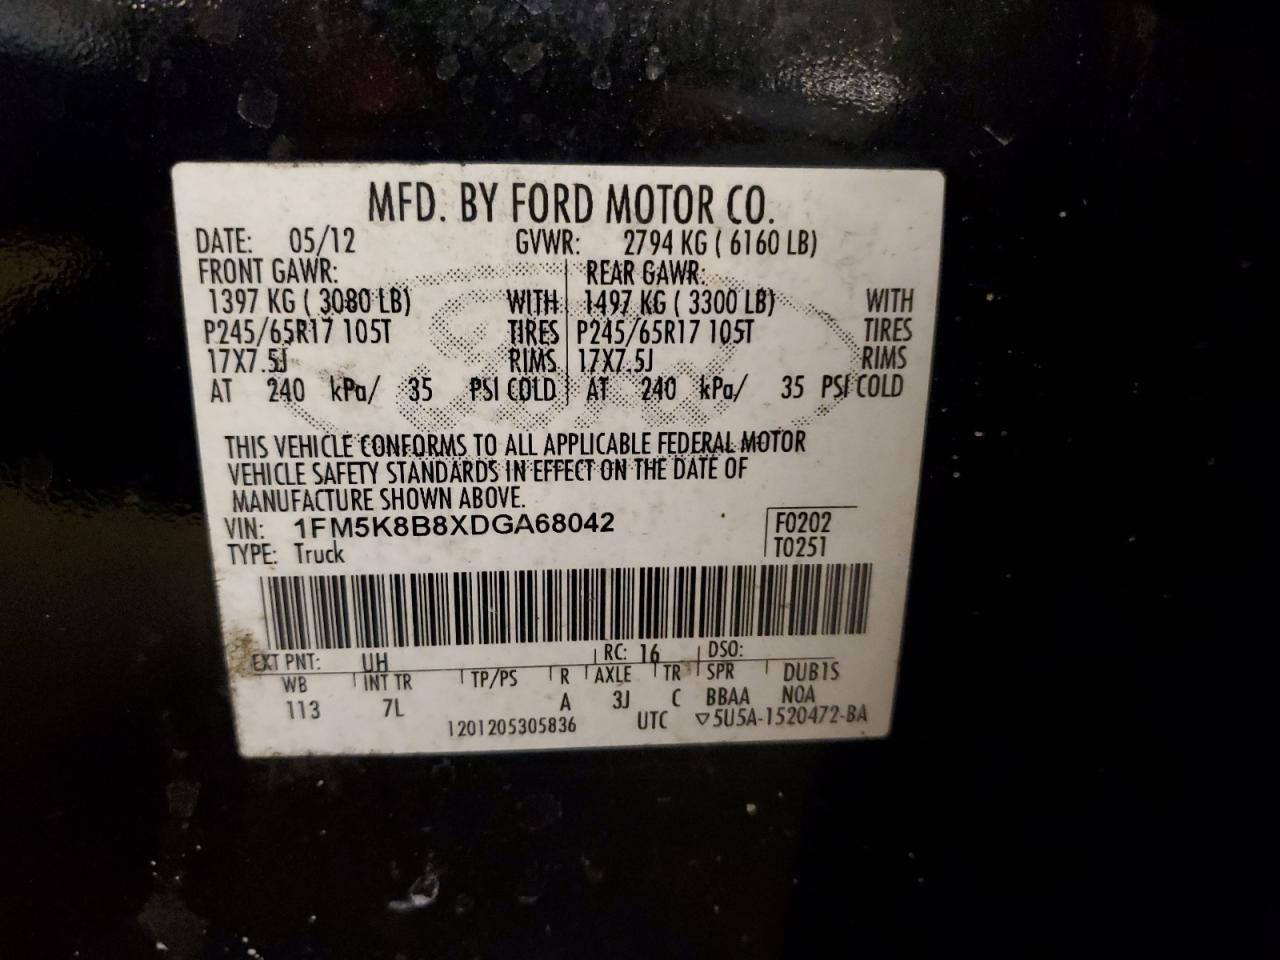 MFD. BY FORD MOTOR CO.
DATE: 05/12 GVWR: 2794 KG ( 6160 LB)
FRONT GAWR: REAR GAWR:
1397 KG ( 3080 LB) WITH 1497 KG ( 3300 LB) WITH
P245/65R17 105T TIRES P245/65R17 105T TIRES
17X7.5J RIMS 17X7.5J RIMS
AT 240 kPa/ 35 PSI COLD AT 240 kPa/ 35 PSI COLD
THIS VEHICLE CONFORMS TO ALL APPLICABLE FEDERAL MOTOR
VEHICLE SAFETY STANDARDS IN EFFECT ON THE DATE OF
MANUFACTURE SHOWN ABOVE.
VIN: 1FM5K8B8XDGA68042 F0202
TYPE: Truck T0251
EXT PNT: UH RC: 16 DSO:
WB INT TR TP/PS R AXLE TR SPR DUB1S
113 7L A 3J C BBAA NOA
1201205305836 UTC ▽5U5A-1520472-BA